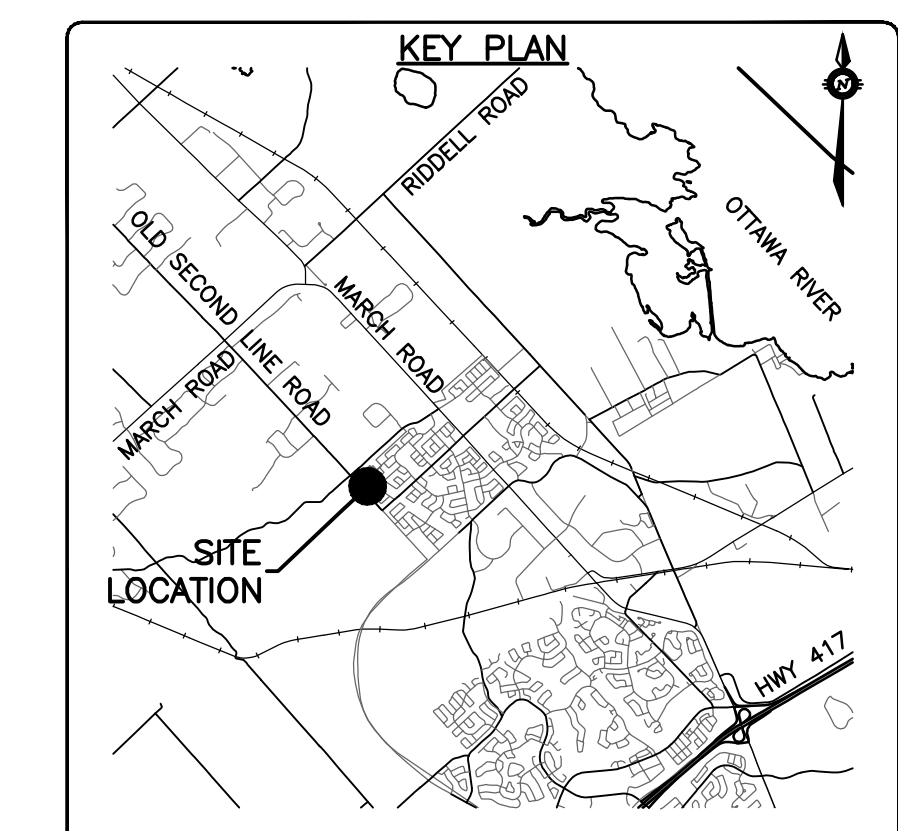 KEY PLAN
N
RIDDELL ROAD
OTTAWA RIVER
OLD SECOND LINE ROAD
MARCH ROAD
MARCH ROAD
SITE
LOCATION
HWY 417